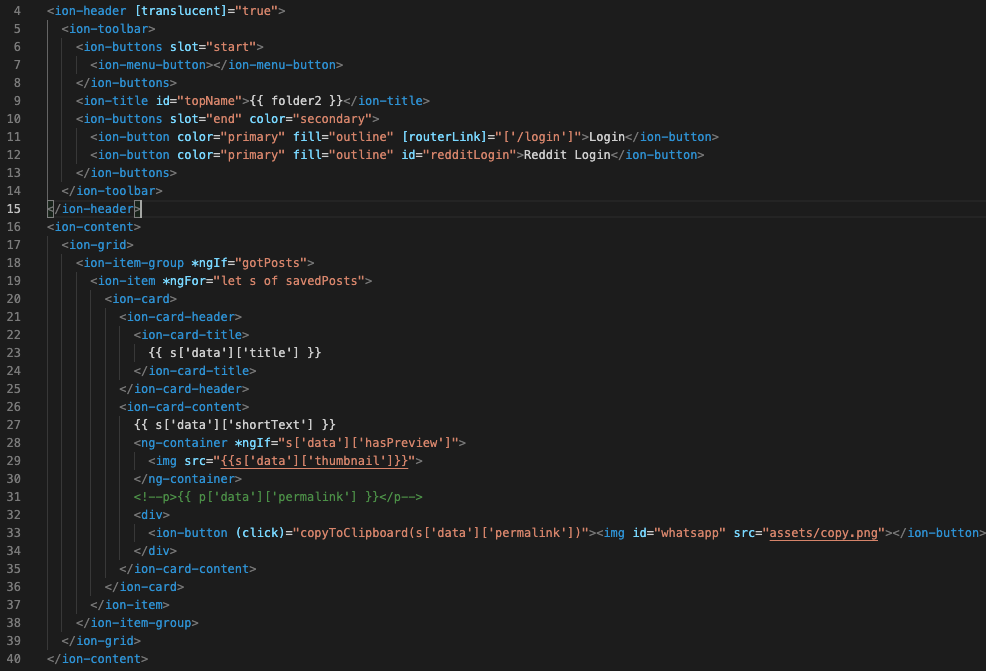 4 <ion-header [translucent]="true">
5 <ion-toolbar>
6 <ion-buttons slot="start">
7 <ion-menu-button></ion-menu-button>
8 </ion-buttons>
9 <ion-title id="topName">{{ folder2 }}</ion-title>
10 <ion-buttons slot="end" color="secondary">
11 <ion-button color="primary" fill="outline" [routerLink]="['/login']">Login</ion-button>
12 <ion-button color="primary" fill="outline" id="redditLogin">Reddit Login</ion-button>
13 </ion-buttons>
14 </ion-toolbar>
15 </ion-header>
16 <ion-content>
17 <ion-grid>
18 <ion-item-group *ngIf="gotPosts">
19 <ion-item *ngFor="let s of savedPosts">
20 <ion-card>
21 <ion-card-header>
22 <ion-card-title>
23 {{ s['data']['title'] }}
24 </ion-card-title>
25 </ion-card-header>
26 <ion-card-content>
27 {{ s['data']['shortText'] }}
28 <ng-container *ngIf="s['data']['hasPreview']">
29 <img src="{{s['data']['thumbnail']}}">
30 </ng-container>
31 <!--p>{{ p['data']['permalink'] }}</p-->
32 <div>
33 <ion-button (click)="copyToClipboard(s['data']['permalink'])"><img id="whatsapp" src="assets/copy.png"></ion-button>
34 </div>
35 </ion-card-content>
36 </ion-card>
37 </ion-item>
38 </ion-item-group>
39 </ion-grid>
40 </ion-content>